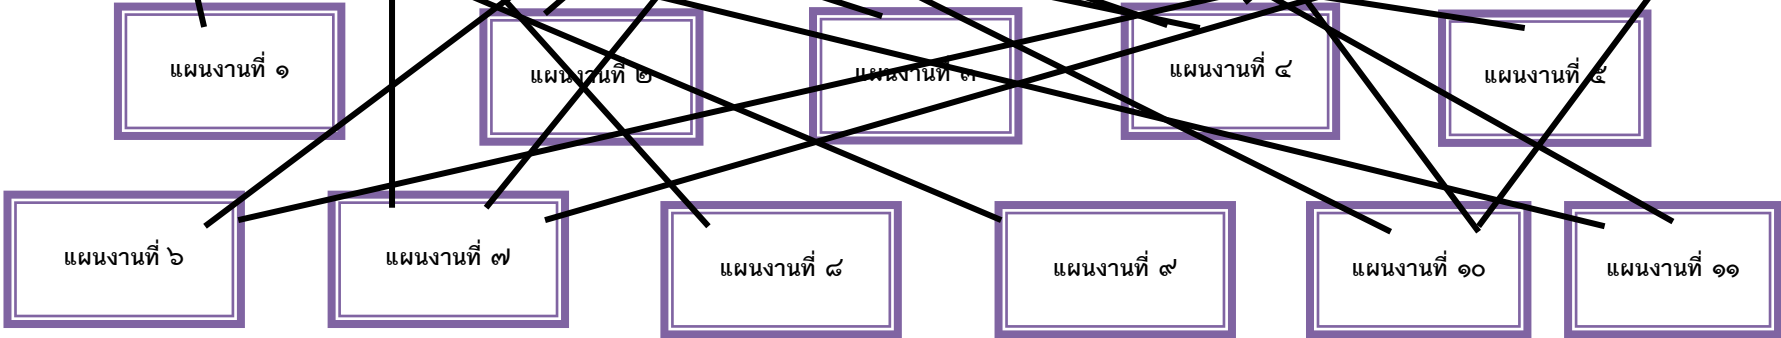 แผนงานที่ ๑
แผนงานที่ ๒
แผนงานที่ ๓
แผนงานที่ ๔
แผนงานที่ ๕
แผนงานที่ ๖
แผนงานที่ ๗
แผนงานที่ ๘
แผนงานที่ ๙
แผนงานที่ ๑๐
แผนงานที่ ๑๑